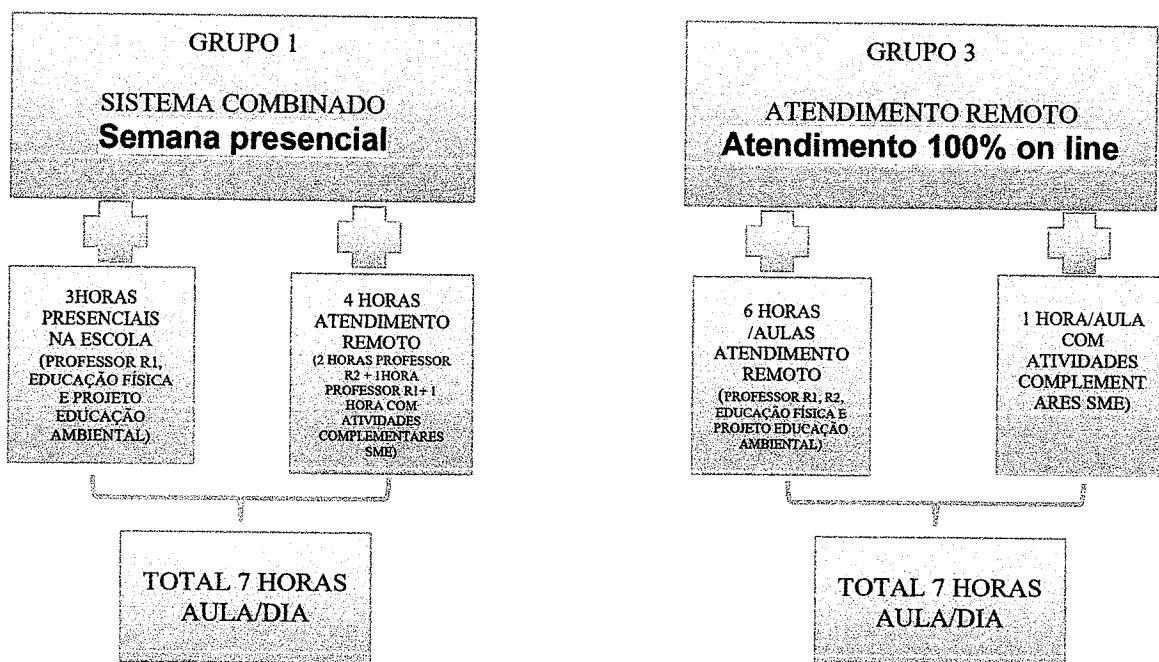 GRUPO 1
SISTEMA COMBINADO
Semana presencial
3HORAS
PRESENCIAIS
NA ESCOLA
(PROFESSOR R1,
EDUCAÇÃO FÍSICA
E PROJETO
EDUCAÇÃO
AMBIENTAL)
4 HORAS
ATENDIMENTO
REMOTO
(2 HORAS PROFESSOR
R2 + 1HORA
PROFESSOR R1+ 1
HORA COM
ATIVIDADES
COMPLEMENTARES
SME)
TOTAL 7 HORAS
AULA/DIA
GRUPO 3
ATENDIMENTO REMOTO
Atendimento 100% on line
6 HORAS
/AULAS
ATENDIMENTO
REMOTO
(PROFESSOR R1, R2,
EDUCAÇÃO FÍSICA E
PROJETO EDUCAÇÃO
AMBIENTAL)
1 HORA/AULA
COM
ATIVIDADES
COMPLEMENT
ARES SME)
TOTAL 7 HORAS
AULA/DIA